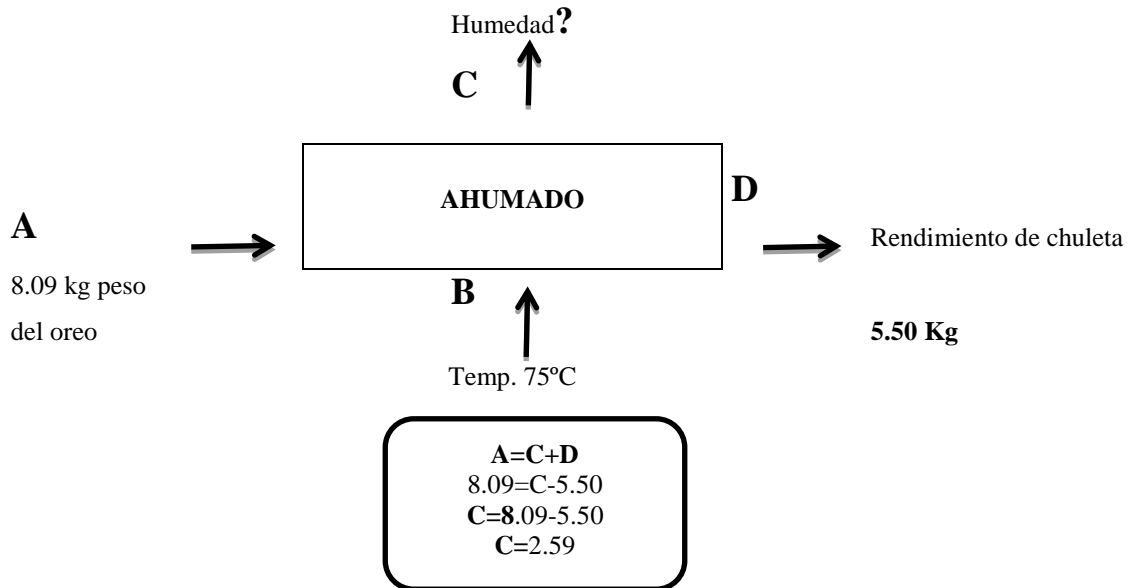 Humedad?
C
AHUMADO
D
A
8.09 kg peso
del oreo
Rendimiento de chuleta
5.50 Kg
B
Temp. 75ºC
A=C+D
8.09=C-5.50
C=8.09-5.50
C=2.59